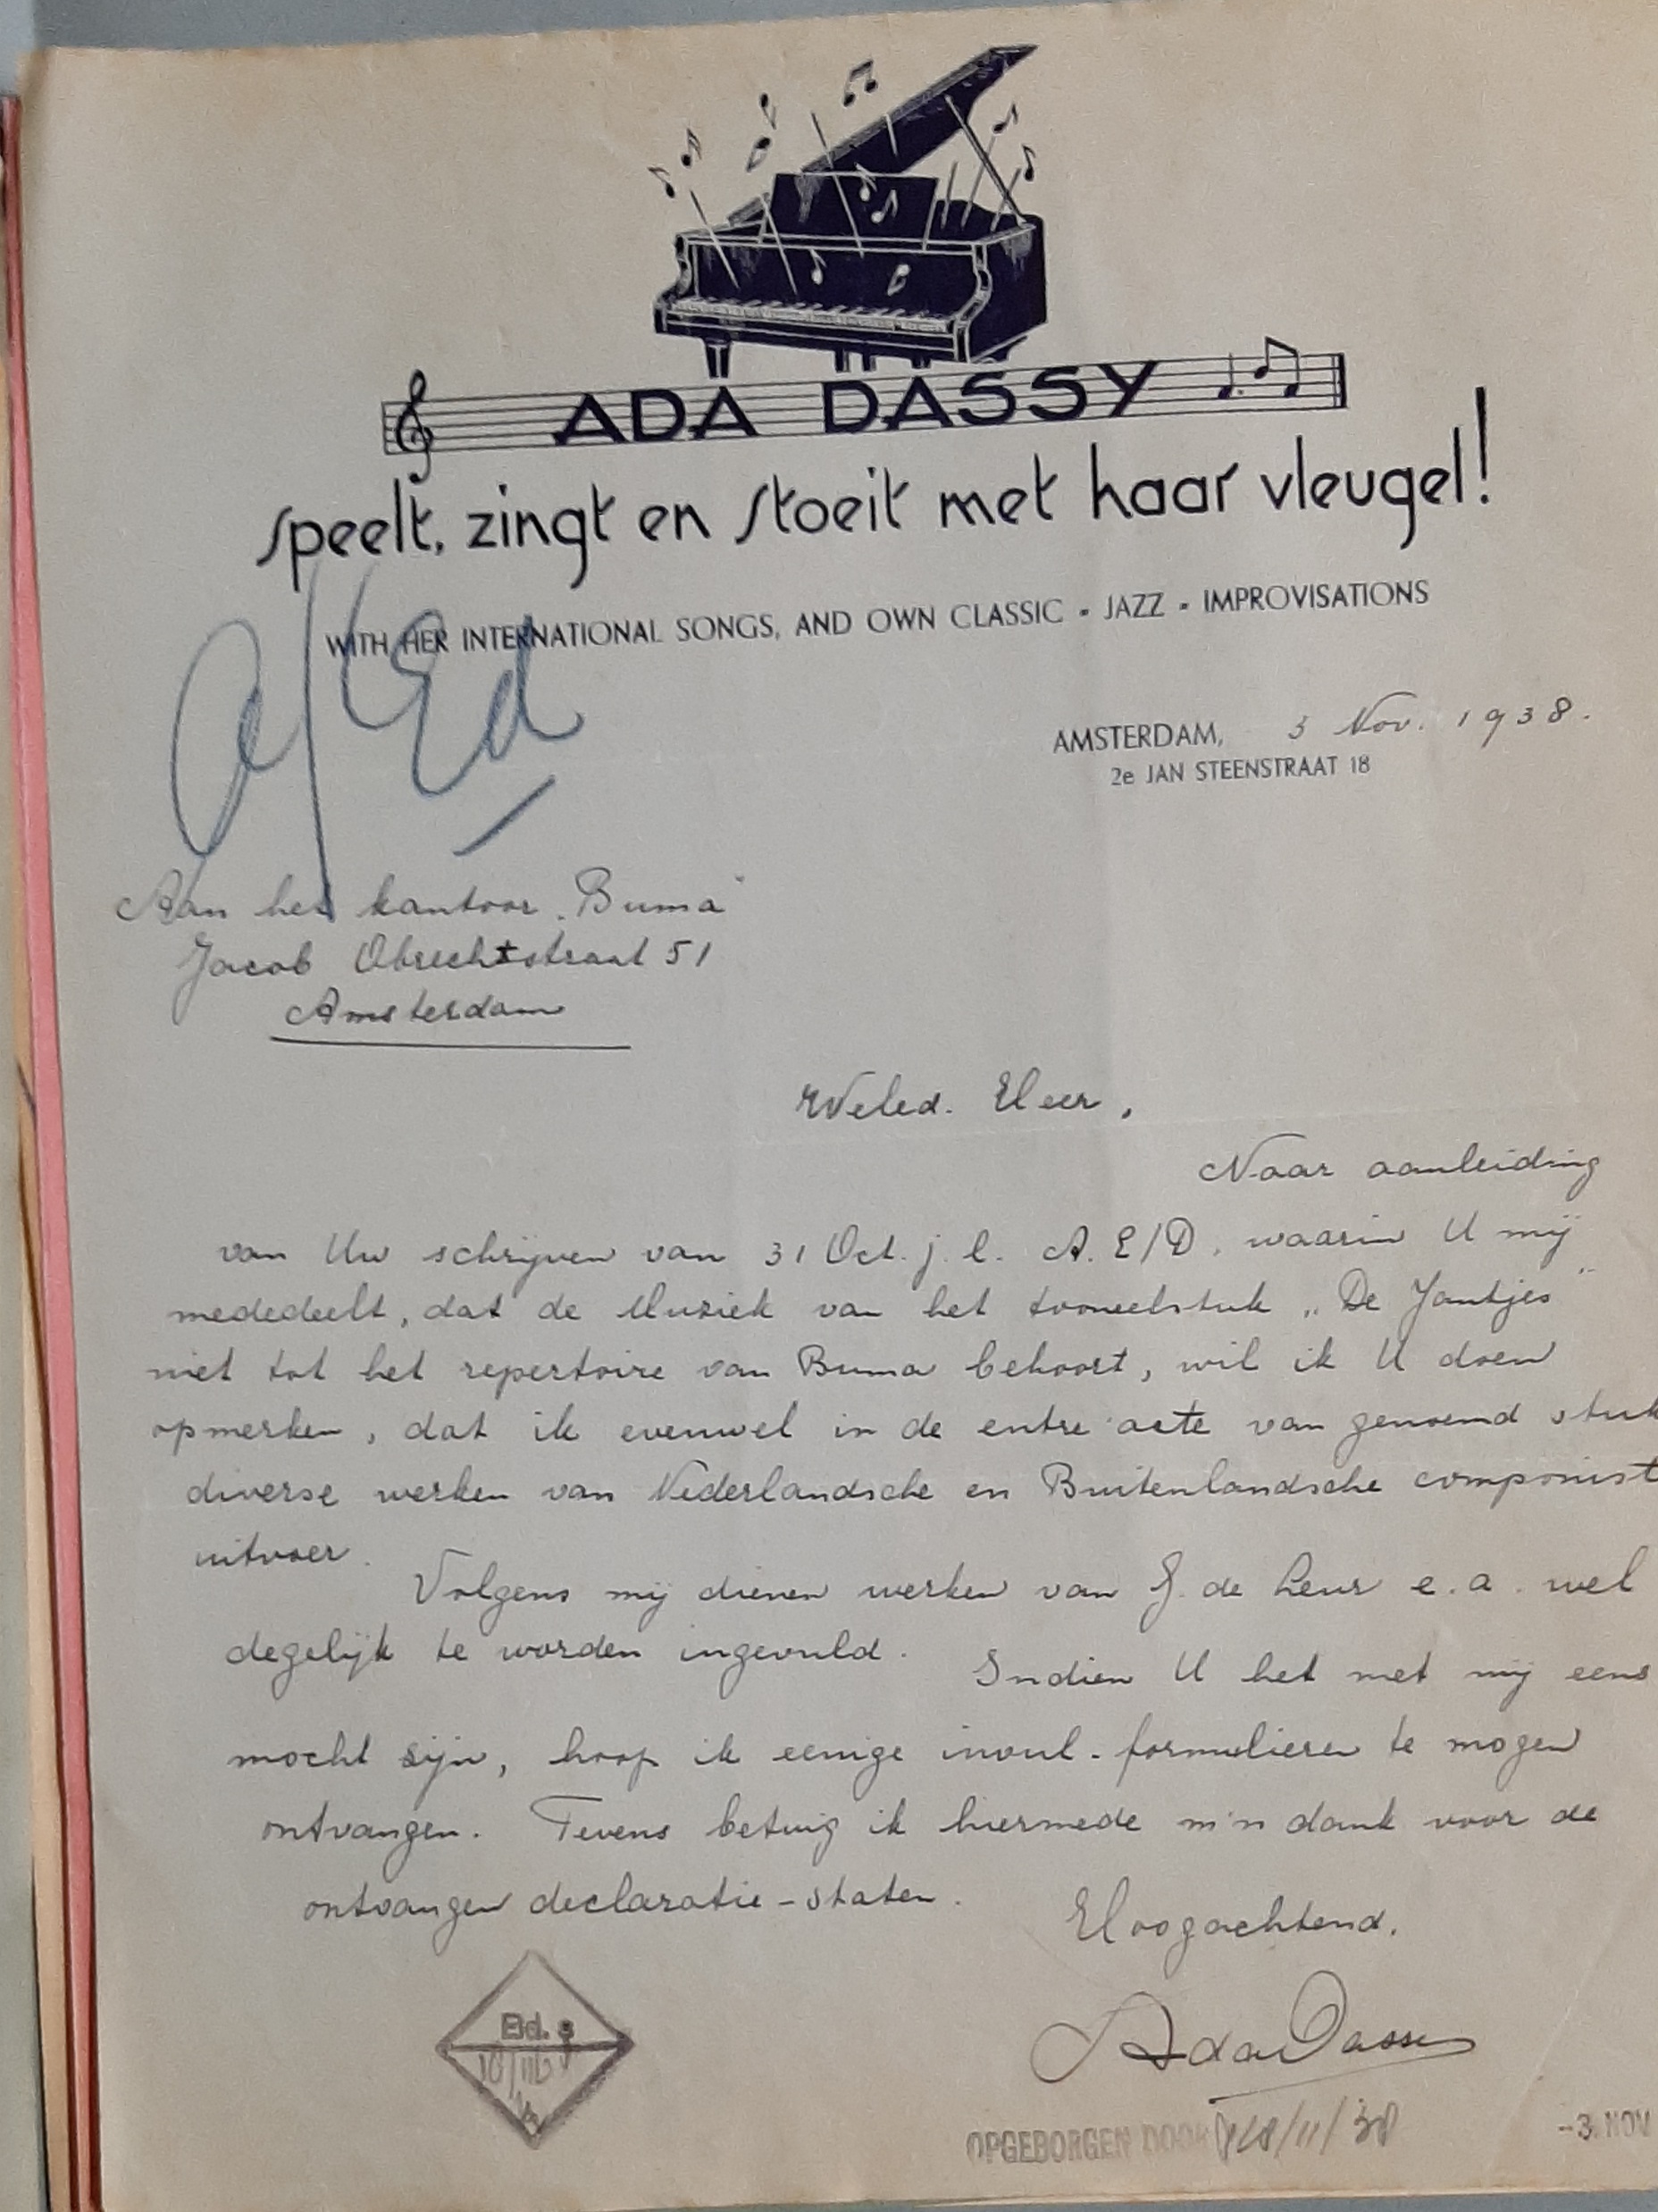 ADA DASSY
speelt, zingt en stoeit met haar vleugel!
WITH HER INTERNATIONAL SONGS, AND OWN CLASSIC - JAZZ - IMPROVISATIONS
AMSTERDAM, 3 Nov. 1938.
2e JAN STEENSTRAAT 18
Aan het kantoor „Buma"
Jacob Obrechtstraat 51
Amsterdam
Weled. Heer,
Naar aanleiding
van Uw schrijven van 31 Oct. j.l. A.E/D, waarin U mij
mededeelt, dat de Muziek van het tooneelstuk „De Jantjes"
niet tot het repertoire van Buma behoort, wil ik U doen
opmerken, dat ik evenwel in de entre acte van genoemd stuk
diverse werken van Nederlandsche en Buitenlandsche componist
uitvoer.
Volgens mij dienen werken van J. de Leur e.a. wel
degelijk te worden ingevuld.
Indien U het met mij eens
mocht zijn, hoop ik eenige invul-formulieren te mogen
ontvangen. Tevens betuig ik hiermede m'n dank voor de
ontvangen declaratie-staten.
Hoogachtend,
Ada Dassy
Bd.
OPGEBORGEN DOOR /11/38
-3 NOV